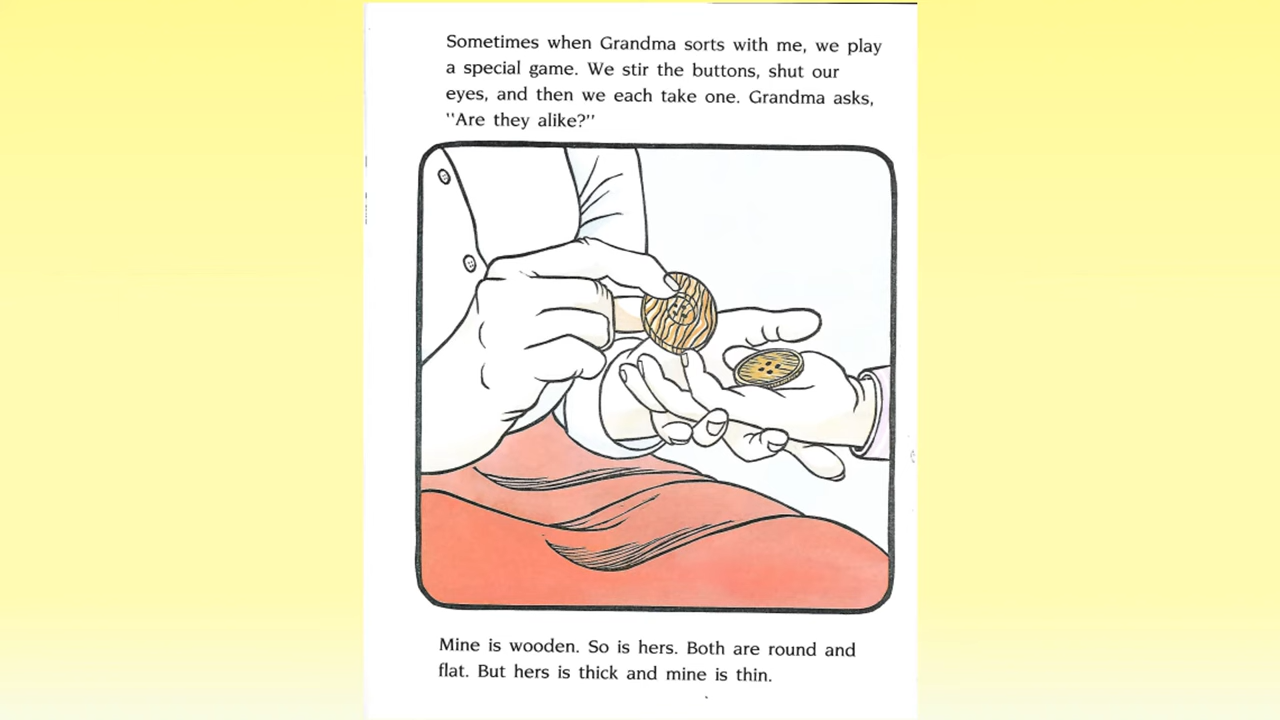 Sometimes when Grandma sorts with me, we play
a special game. We stir the buttons, shut our
eyes, and then we each take one. Grandma asks,
"Are they alike?"
Mine is wooden. So is hers. Both are round and
flat. But hers is thick and mine is thin.